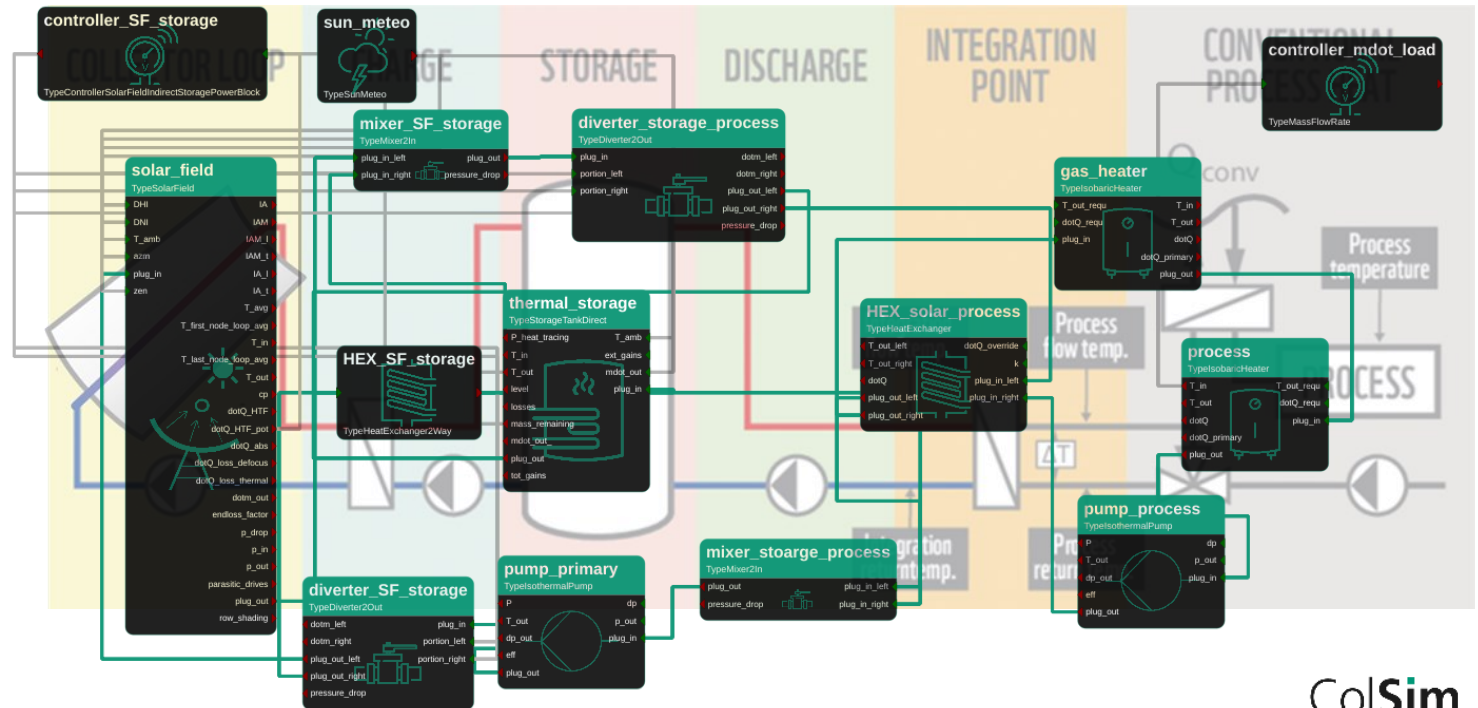 controller_SF_storage
TypeControllerSolarFieldIndirectStoragePowerBlock
sun_meteo
TypeSunMeteo
STORAGE
DISCHARGE
INTEGRATION
POINT
controller_mdot_load
TypeMassFlowRate
mixer_SF_storage
TypeMixer2In
plug_in_left
plug_out
plug_in_right
pressure_drop
diverter_storage_process
TypeDiverter2Out
plug_in
dotm_left
portion_left
dotm_right
portion_right
plug_out_left
plug_out_right
pressure_drop
solar_field
TypeSolarField
DHI
IA
DNI
IAM
T_amb
IAM_l
azm
IAM_t
plug_in
IA_l
zen
IA_t
T_avg
T_first_node_loop_avg
T_in
T_last_node_loop_avg
T_out
cp
dotQ_HTF
dotQ_HTF_pot
dotQ_abs
dotQ_loss_defocus
dotQ_loss_thermal
dotm_out
endloss_factor
p_drop
p_in
p_out
parasitic_drives
plug_out
row_shading
HEX_SF_storage
TypeHeatExchanger2Way
thermal_storage
TypeStorageTankDirect
P_heat_tracing
T_amb
T_in
ext_gains
T_out
mdot_out
level
plug_in
losses
mass_remaining
mdot_out_
plug_out
tot_gains
gas_heater
TypeIsobaricHeater
T_out_requ
T_in
dotQ_requ
T_out
plug_in
dotQ
dotQ_primary
plug_out
Q
conv
Process
temperature
HEX_solar_process
TypeHeatExchanger
T_out_left
dotQ_override
T_out_right
k
dotQ
plug_in_left
plug_out_left
plug_in_right
plug_out_right
Process
flow temp.
process
TypeIsobaricHeater
T_in
T_out_requ
T_out
dotQ_requ
dotQ
plug_in
dotQ_primary
plug_out
PROCESS
ΔT
pump_process
TypeIsothermalPump
P
dp
T_out
p_out
dp_out
plug_in
eff
plug_out
mixer_stoarge_process
TypeMixer2In
plug_out
plug_in_left
pressure_drop
plug_in_right
pump_primary
TypeIsothermalPump
P
dp
T_out
p_out
dp_out
plug_in
eff
plug_out
diverter_SF_storage
TypeDiverter2Out
dotm_left
plug_in
dotm_right
portion_left
plug_out_left
portion_right
plug_out_right
pressure_drop
ColSim